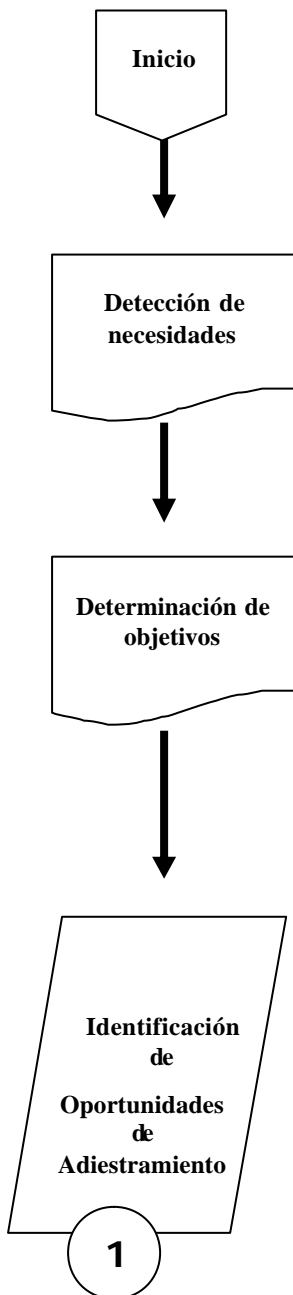 Inicio
Detección de
necesidades
Determinación de
objetivos
Identificación
de
Oportunidades
de
Adiestramiento
1